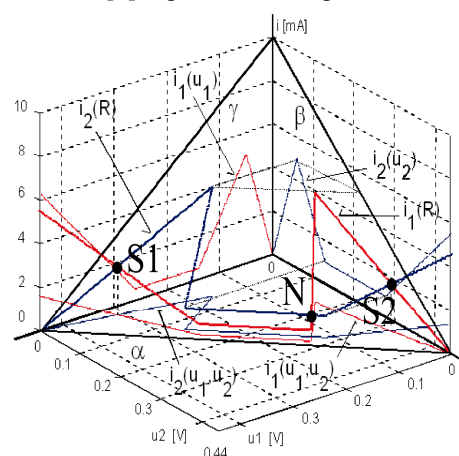 i [mA]
i₁(u₁)
i₂(R)
γ
β
10
8
6
4
2
0
i₂(u₂)
i₁(R)
S1
0
N
S2
0
0.1
0.2
0.3
0.44
α
i₂(u₁,u₂)
i₁(u₁,u₂)
0
0.1
0.2
0.3
u2 [V]
u1 [V]